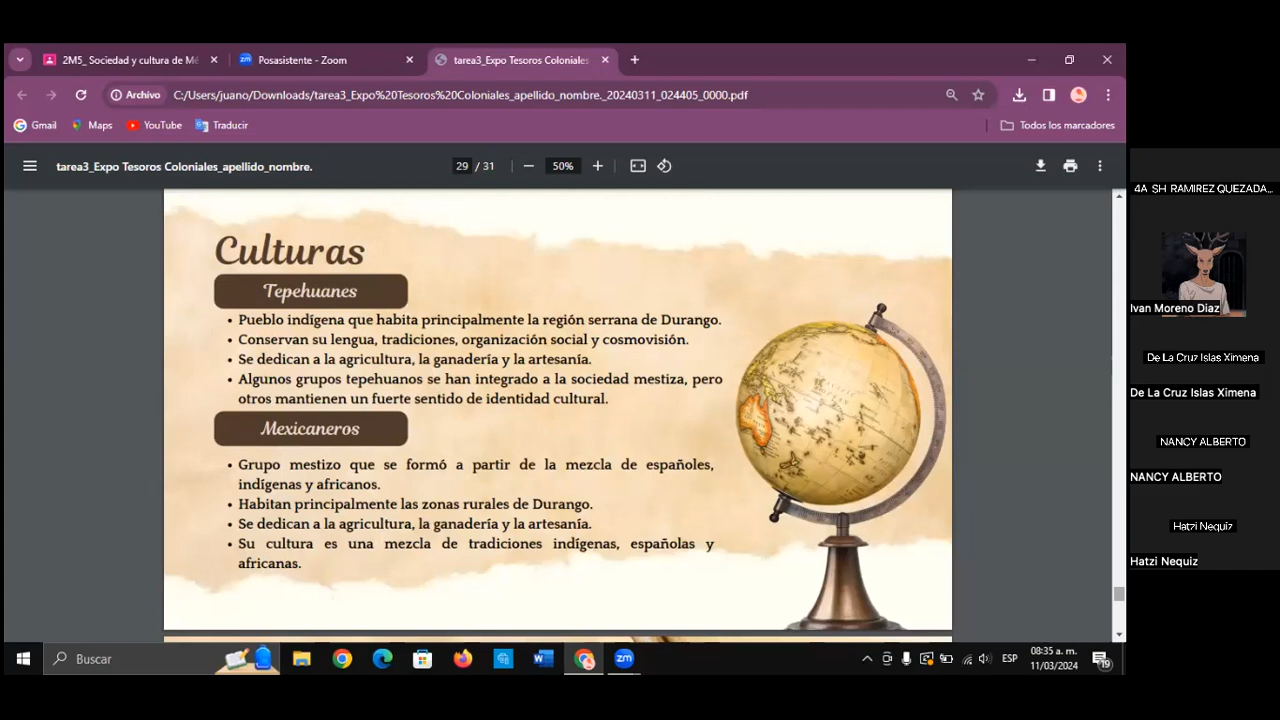 2M5_ Sociedad y cultura de Mé
Posasistente - Zoom
tarea3_Expo Tesoros Coloniales
Archivo
C:/Users/juano/Downloads/tarea3_Expo%20Tesoros%20Coloniales_apellido_nombre._20240311_024405_0000.pdf
Gmail
Maps
YouTube
Traducir
Todos los marcadores
tarea3_Expo Tesoros Coloniales_apellido_nombre.
29 / 31
50%
Culturas
Tepehuanes
• Pueblo indígena que habita principalmente la región serrana de Durango.
• Conservan su lengua, tradiciones, organización social y cosmovisión.
• Se dedican a la agricultura, la ganadería y la artesanía.
• Algunos grupos tepehuanos se han integrado a la sociedad mestiza, pero
otros mantienen un fuerte sentido de identidad cultural.
Mexicaneros
• Grupo mestizo que se formó a partir de la mezcla de españoles,
indígenas y africanos.
• Habitan principalmente las zonas rurales de Durango.
• Se dedican a la agricultura, la ganadería y la artesanía.
• Su cultura es una mezcla de tradiciones indígenas, españolas y
africanas.
4A SH RAMIREZ QUEZADA...
Ivan Moreno Diaz
De La Cruz Islas Ximena
De La Cruz Islas Ximena
NANCY ALBERTO
NANCY ALBERTO
Hatzi Nequiz
Hatzi Nequiz
Buscar
ESP
08:35 a. m.
11/03/2024
19